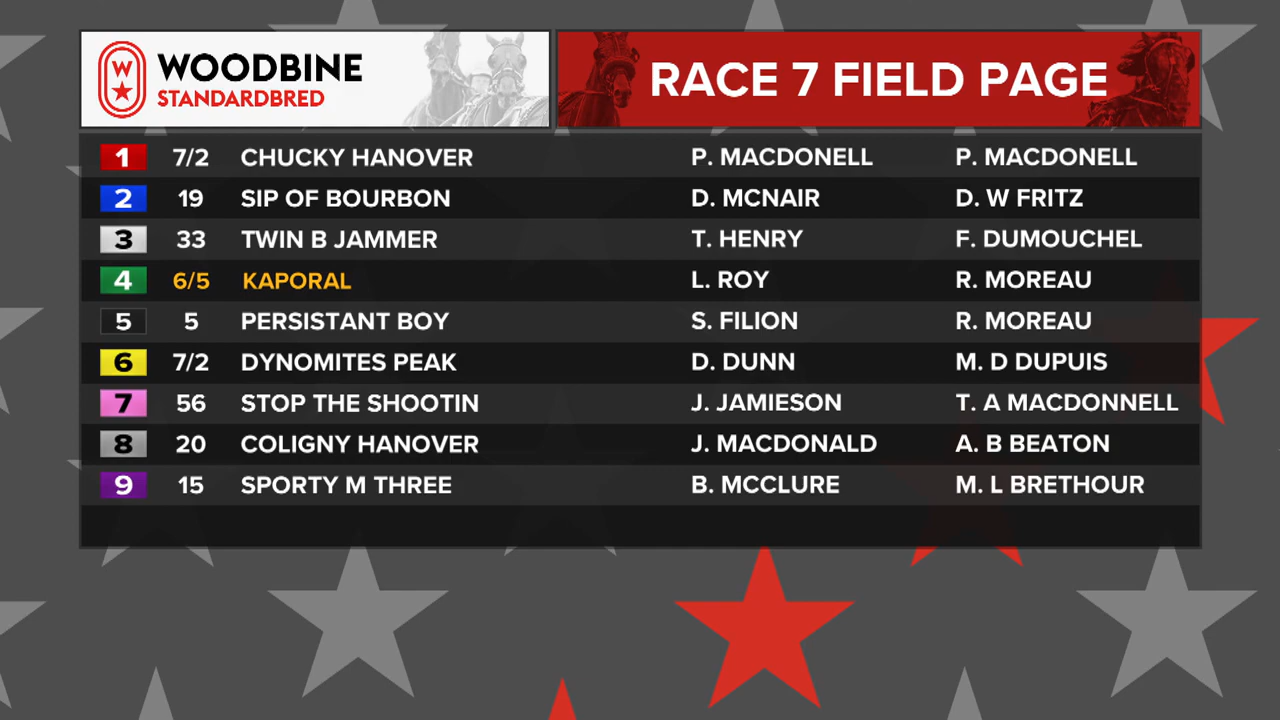 W
WOODBINE
STANDARDBRED
RACE 7 FIELD PAGE
1 7/2 CHUCKY HANOVER P. MACDONELL P. MACDONELL
2 19 SIP OF BOURBON D. MCNAIR D. W FRITZ
3 33 TWIN B JAMMER T. HENRY F. DUMOUCHEL
4 6/5 KAPORAL L. ROY R. MOREAU
5 5 PERSISTANT BOY S. FILION R. MOREAU
6 7/2 DYNOMITES PEAK D. DUNN M. D DUPUIS
7 56 STOP THE SHOOTIN J. JAMIESON T. A MACDONNELL
8 20 COLIGNY HANOVER J. MACDONALD A. B BEATON
9 15 SPORTY M THREE B. MCCLURE M. L BRETHOUR